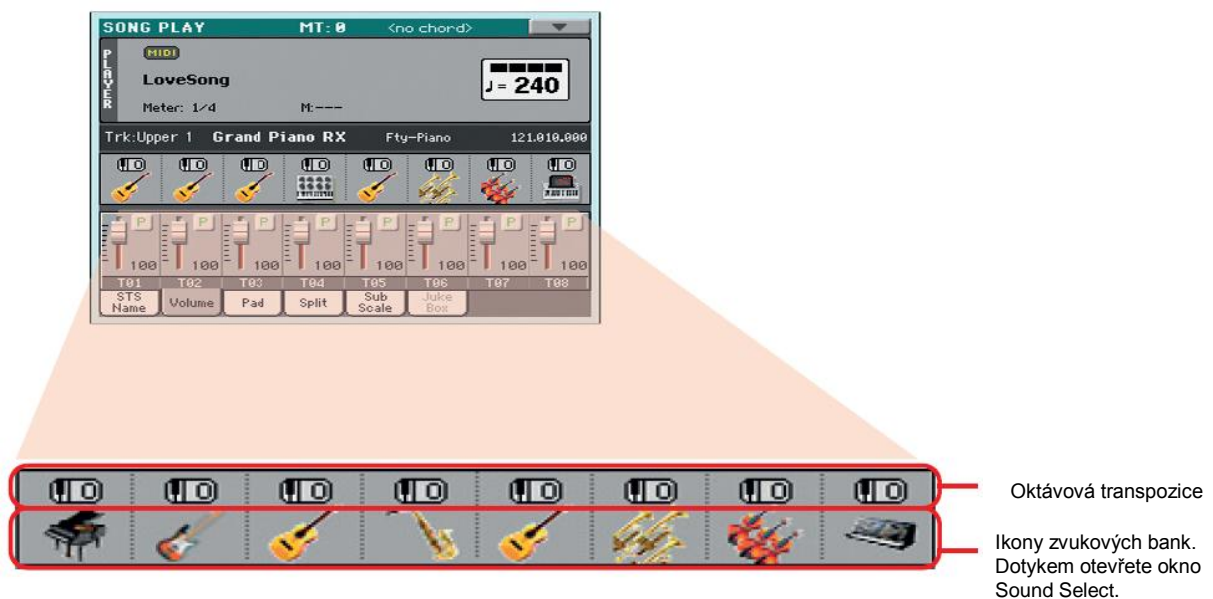 SONG PLAY MT: 0 <no chord>
PLAYER
MIDI
LoveSong
♩= 240
Meter: 1/4 M:---
Trk:Upper 1 Grand Piano RX Fty-Piano 121.010.000
0 0 0 0 0 0 0 0
P P P P P P P P
100 100 100 100 100 100 100 100
T01 T02 T03 T04 T05 T06 T07 T08
STS Name Volume Pad Split Sub Scale Juke Box
0 0 0 0 0 0 0 0
Oktávová transpozice
Ikony zvukových bank.
Dotykem otevřete okno
Sound Select.